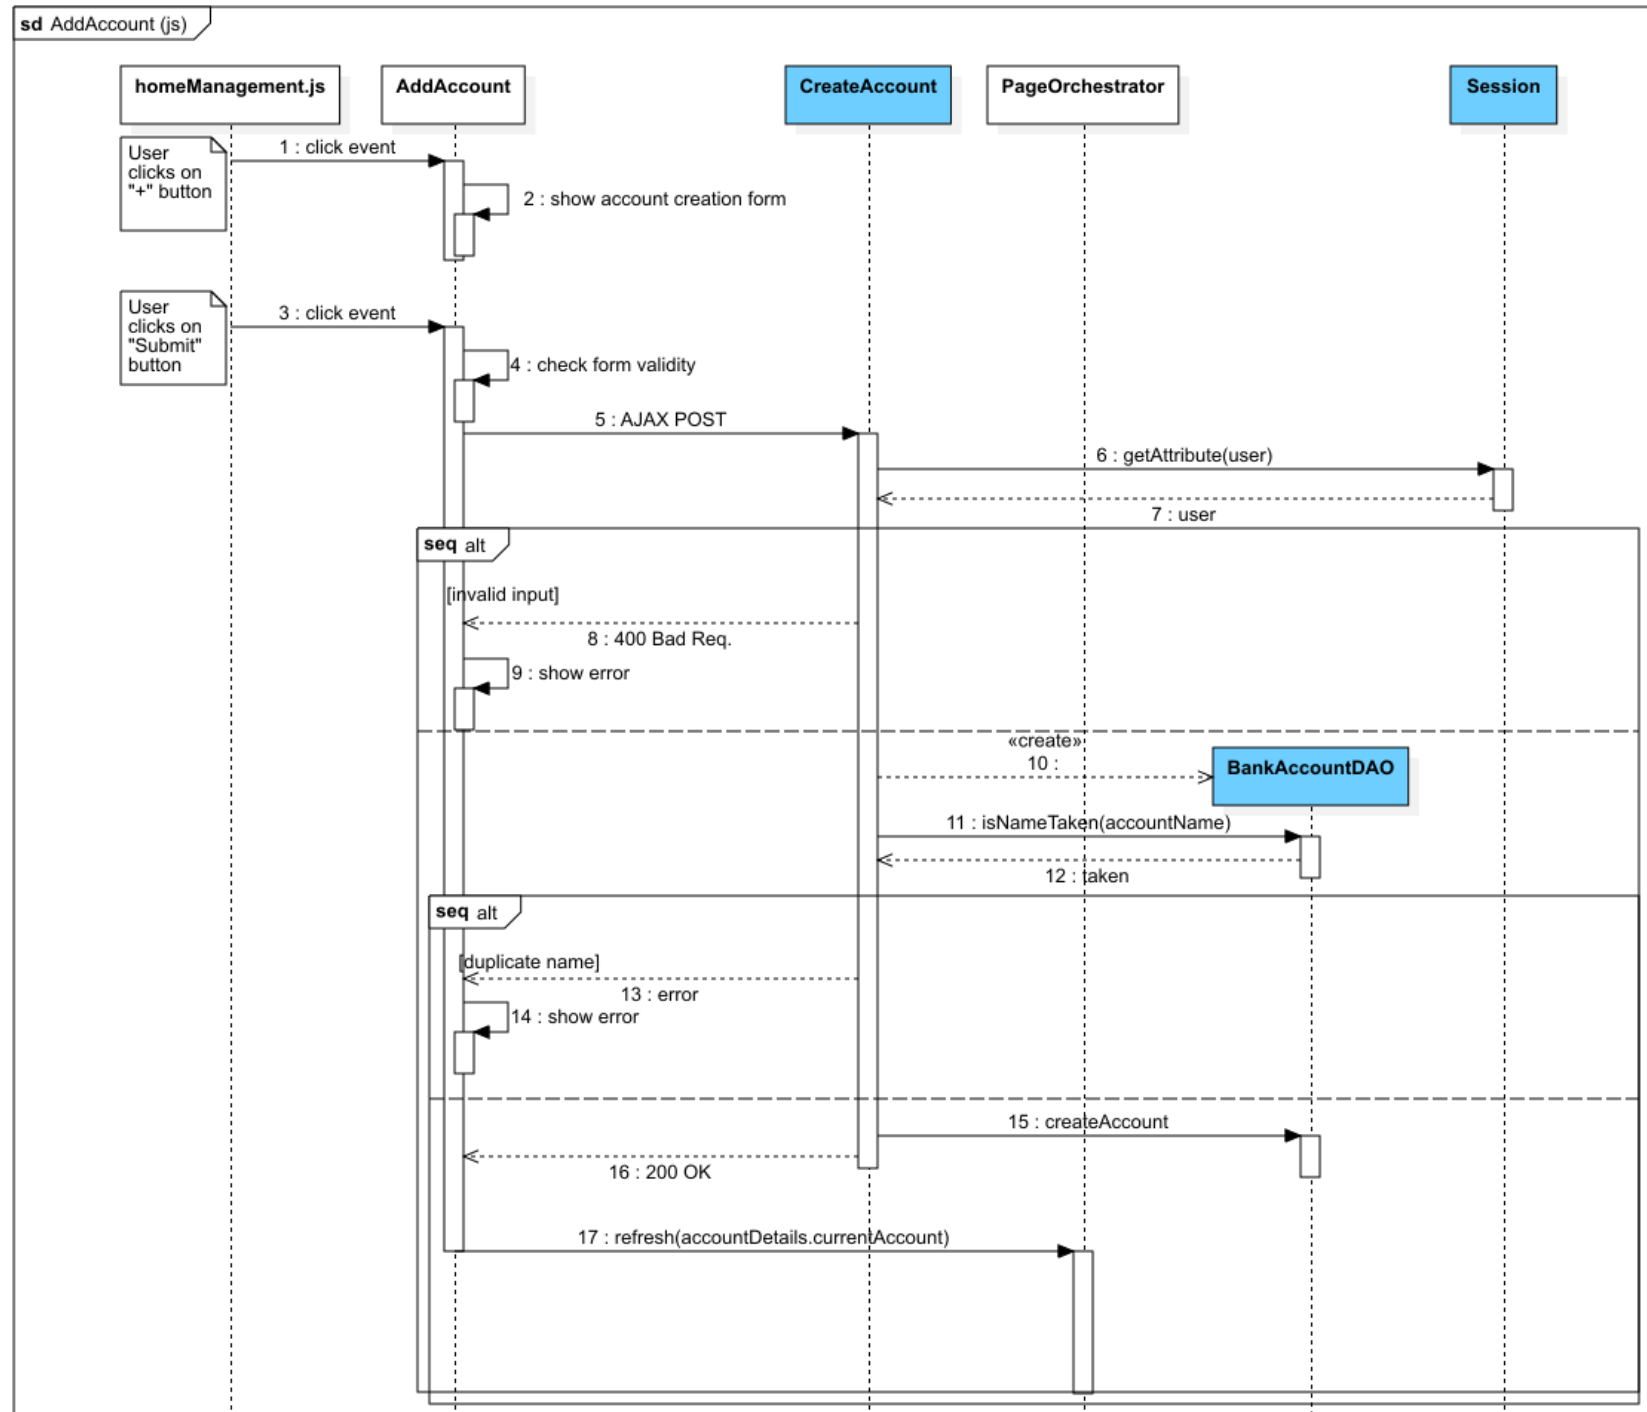 sd AddAccount (js)
homeManagement.js
AddAccount
CreateAccount
PageOrchestrator
Session
User
clicks on
"+" button
1 : click event
2 : show account creation form
User
clicks on
"Submit"
button
3 : click event
4 : check form validity
5 : AJAX POST
6 : getAttribute(user)
7 : user
seq alt
[invalid input]
8 : 400 Bad Req.
9 : show error
«create»
10 :
BankAccountDAO
11 : isNameTaken(accountName)
12 : taken
seq alt
[duplicate name]
13 : error
14 : show error
15 : createAccount
16 : 200 OK
17 : refresh(accountDetails.currentAccount)